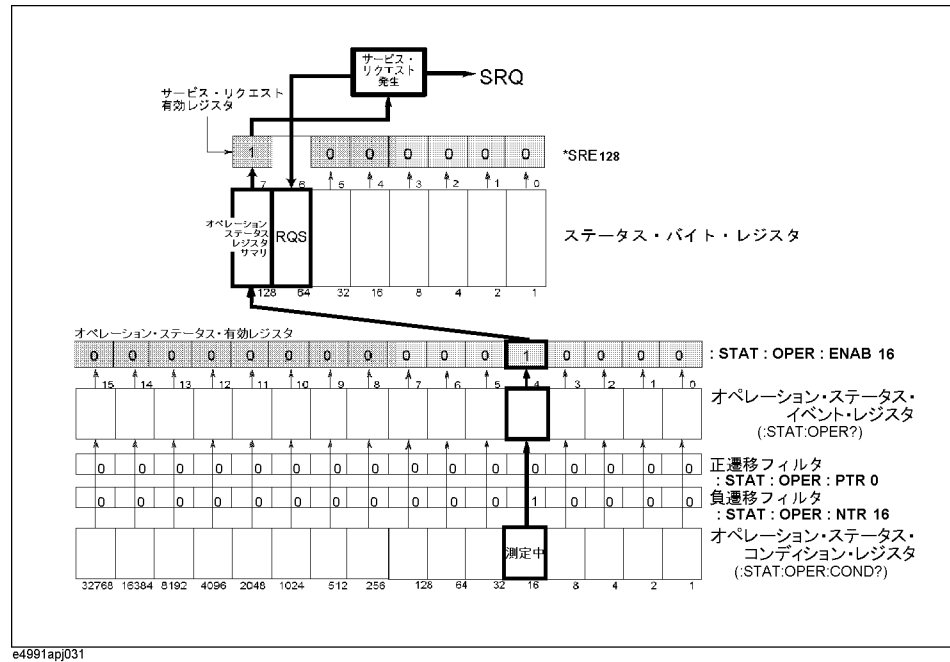 サービス・
リクエスト
発生
SRQ
サービス・リクエスト
有効レジスタ
1 0 0 0 0 0 0
*SRE128
7 6 5 4 3 2 1 0
オペレーション
ステータス
レジスタ
サマリ
RQS
ステータス・バイト・レジスタ
128 64 32 16 8 4 2 1
オペレーション・ステータス・有効レジスタ
0 0 0 0 0 0 0 0 0 0 0 1 0 0 0 0
: STAT : OPER : ENAB 16
15 14 13 12 11 10 9 8 7 6 5 4 3 2 1 0
オペレーション・ステータス・
イベント・レジスタ
(:STAT:OPER?)
0 0 0 0 0 0 0 0 0 0 0 0 0 0 0 0
正遷移フィルタ
: STAT : OPER : PTR 0
0 0 0 0 0 0 0 0 0 0 0 1 0 0 0 0
負遷移フィルタ
: STAT : OPER : NTR 16
測定中
オペレーション・ステータス・
コンディション・レジスタ
(:STAT:OPER:COND?)
32768 16384 8192 4096 2048 1024 512 256 128 64 32 16 8 4 2 1
e4991apj031